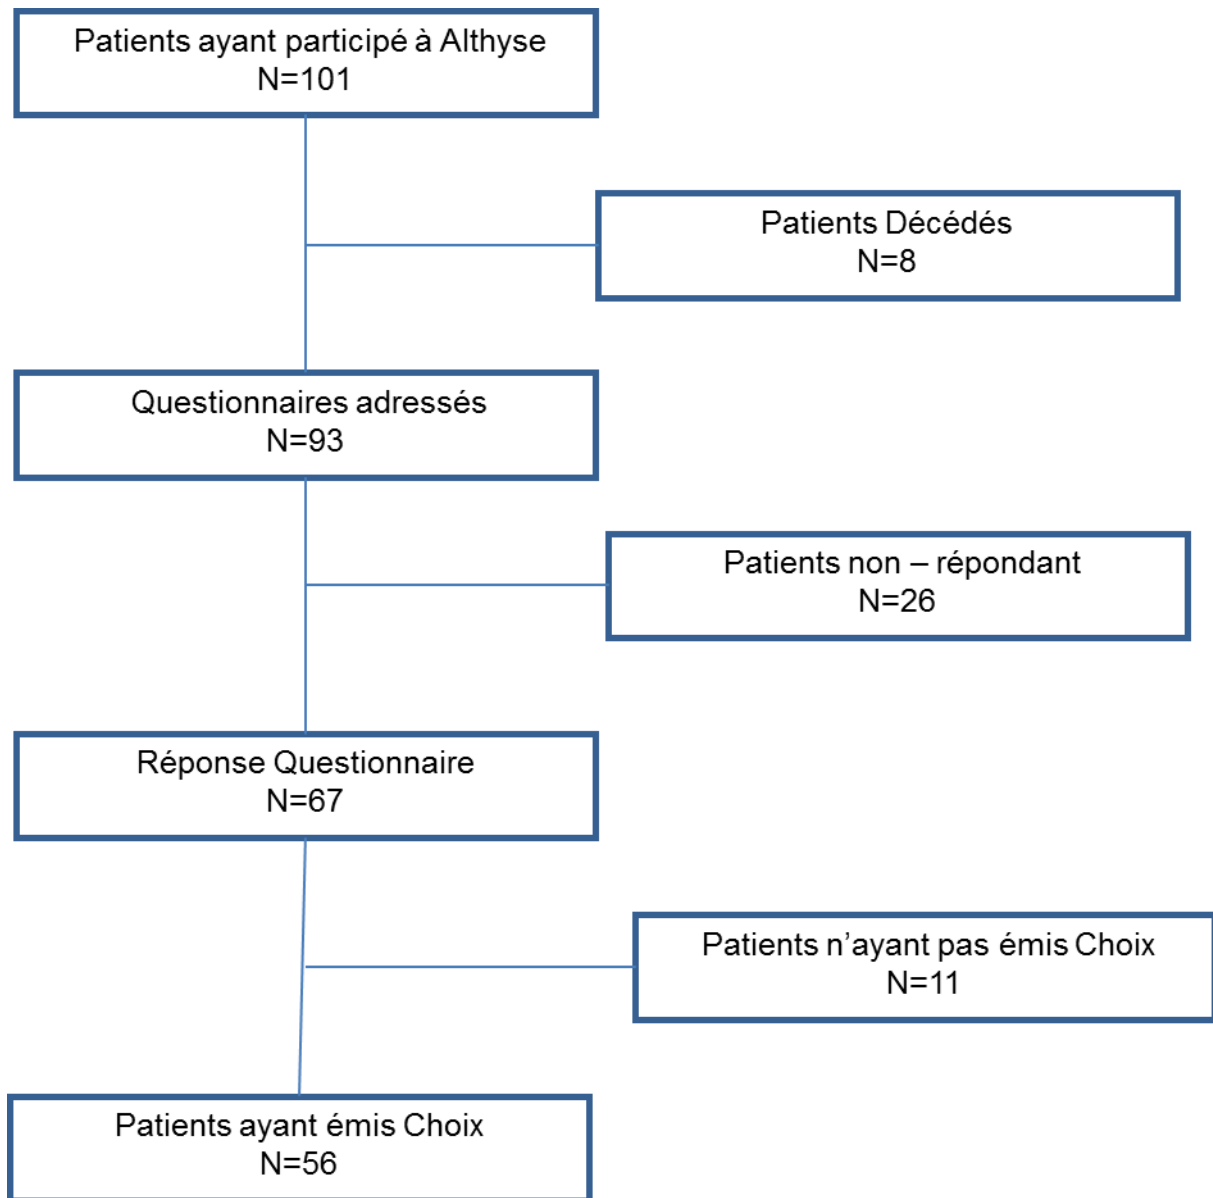 Patients ayant participé à Althyse
N=101
Patients Décédés
N=8
Questionnaires adressés
N=93
Patients non – répondant
N=26
Réponse Questionnaire
N=67
Patients n’ayant pas émis Choix
N=11
Patients ayant émis Choix
N=56